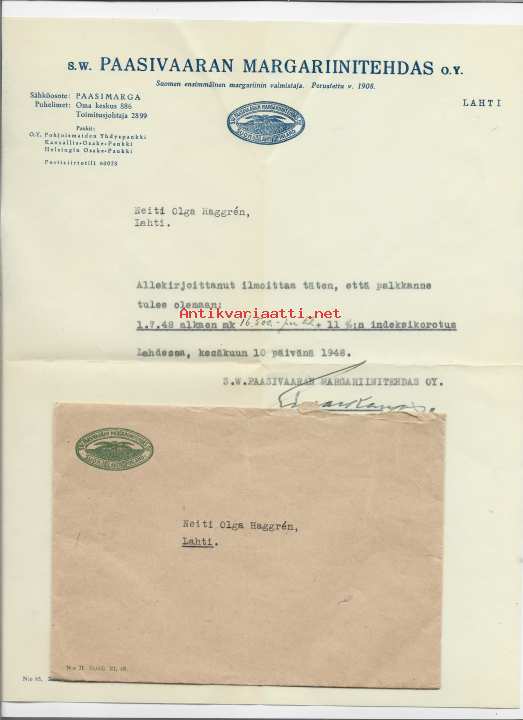 S.W. PAASIVAARAN MARGARIINITEHDAS O.Y.
Suomen ensimmäinen margariinin valmistaja. Perustettu v. 1908.
Sähköosote: PAASIMARGA
Puhelimet: Oma keskus 886
Toimitusjohtaja 2899
LAHTI
Pankit:
O.Y. Pohjoismaiden Yhdyspankki
Kansallis-Osake-Pankki
Helsingin Osake-Pankki
Postisiirtotili 60078
Neiti Olga Haggrén,
Lahti.
Allekirjoittanut ilmoittaa täten, että palkkanne
tulee olemaan:
Antikvariaatti.net
1.7.48 alkaen mk 16.500.- per kk + 11 %:n indeksikorotus
Lahdessa, kesäkuun 10 päivänä 1948.
S.W.PAASIVAARAN MARGARIINITEHDAS OY.
Neiti Olga Haggrén,
Lahti.